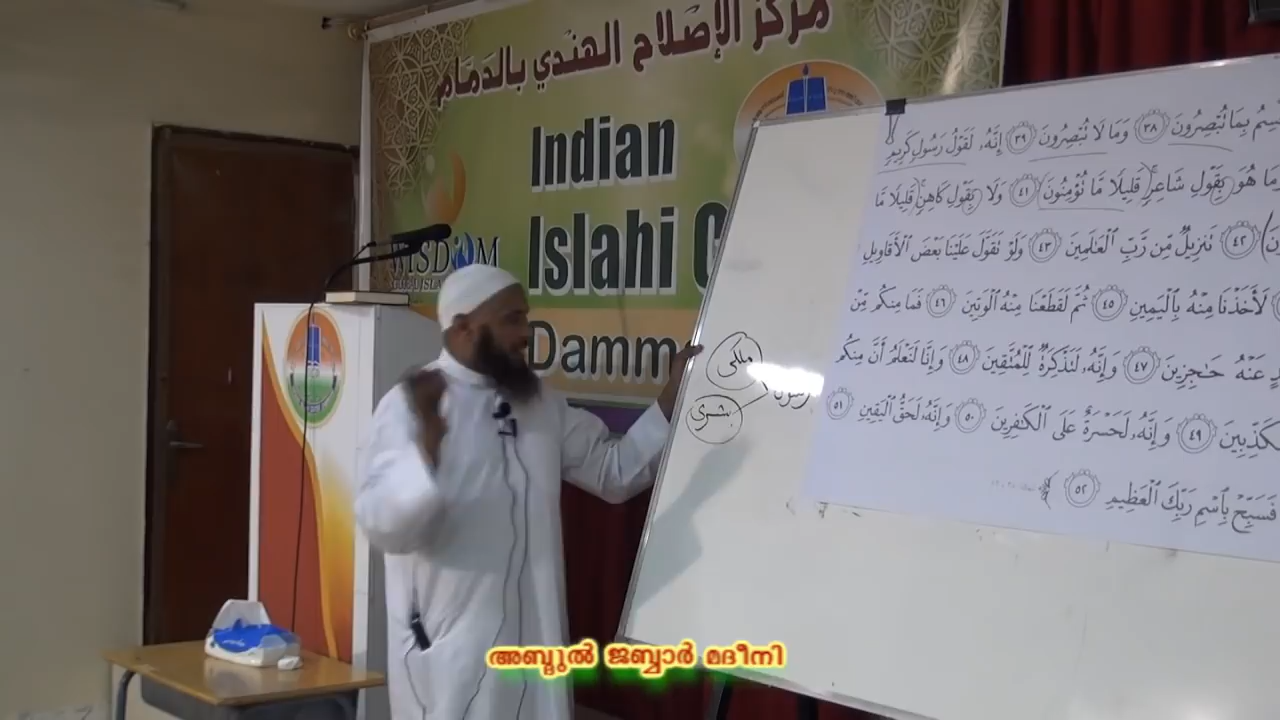 مركز الإصلاح الهندي بالدمام
Indian
Islahi C
Damm
WISDOM
بِمَا تُبْصِرُونَ ٣٨ وَمَا لَا تُبْصِرُونَ ٣٩ إِنَّهُۥ لَقَوْلُ رَسُولٍ كَرِيمٍ
مَا هُوَ بِقَوْلِ شَاعِرٍ قَلِيلًا مَّا تُؤْمِنُونَ ٤١ وَلَا بِقَوْلِ كَاهِنٍ قَلِيلًا مَّا
٤٢ تَنزِيلٌ مِّن رَّبِّ ٱلْعَٰلَمِينَ ٤٣ وَلَوْ تَقَوَّلَ عَلَيْنَا بَعْضَ ٱلْأَقَاوِيلِ
لَأَخَذْنَا مِنْهُ بِٱلْيَمِينِ ٤٥ ثُمَّ لَقَطَعْنَا مِنْهُ ٱلْوَتِينَ ٤٦ فَمَا مِنكُم مِّنْ
عَنْهُ حَٰجِزِينَ ٤٧ وَإِنَّهُۥ لَتَذْكِرَةٌ لِّلْمُتَّقِينَ ٤٨ وَإِنَّا لَنَعْلَمُ أَنَّ مِنكُم
٤٩ وَإِنَّهُۥ لَحَسْرَةٌ عَلَى ٱلْكَٰفِرِينَ ٥٠ وَإِنَّهُۥ لَحَقُّ ٱلْيَقِينِ ٥١
فَسَبِّحْ بِٱسْمِ رَبِّكَ ٱلْعَظِيمِ ٥٢
ملكي
رسول
بشري
അബ്ദുൽ ജബ്ബാർ മദീനി